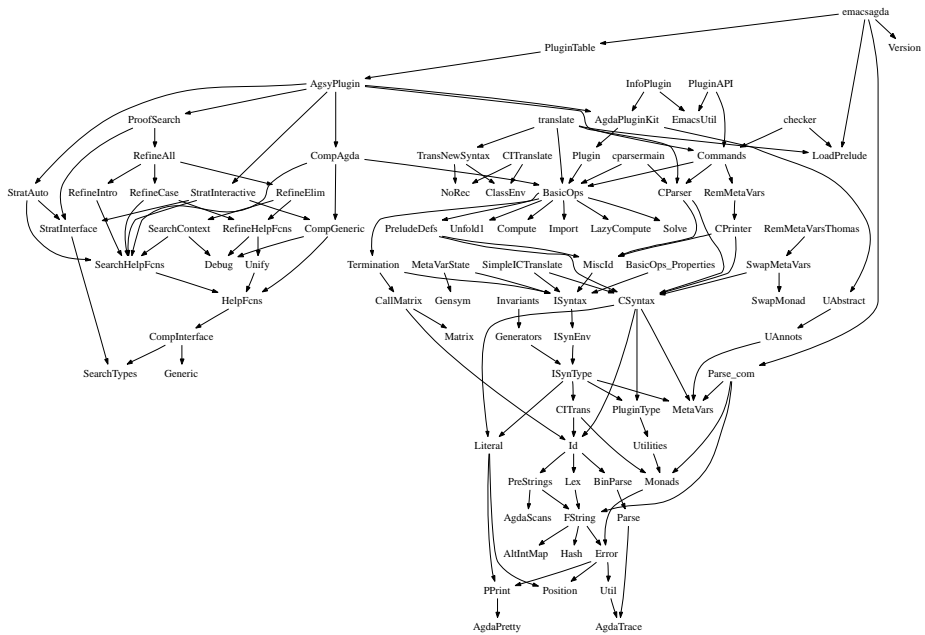 emacsagda
PluginTable Version
AgsyPlugin InfoPlugin PluginAPI
ProofSearch translate AgdaPluginKit EmacsUtil checker
RefineAll CompAgda TransNewSyntax CITranslate Plugin cparsermain Commands LoadPrelude
StratAuto RefineIntro RefineCase StratInteractive RefineElim NoRec ClassEnv BasicOps CParser RemMetaVars
StratInterface SearchContext RefineHelpFcns CompGeneric PreludeDefs Unfold1 Compute Import LazyCompute Solve CPrinter RemMetaVarsThomas
SearchHelpFcns Debug Unify Termination MetaVarState SimpleICTranslate MiscId BasicOps_Properties SwapMetaVars
HelpFcns CallMatrix Gensym Invariants ISyntax CSyntax SwapMonad UAbstract
CompInterface Matrix Generators ISynEnv UAnnots
SearchTypes Generic ISynType Parse_com
CITrans PluginType MetaVars
Literal Id Utilities
PreStrings Lex BinParse Monads
AgdaScans FString Parse
AltIntMap Hash Error
PPrint Position Util
AgdaPretty AgdaTrace